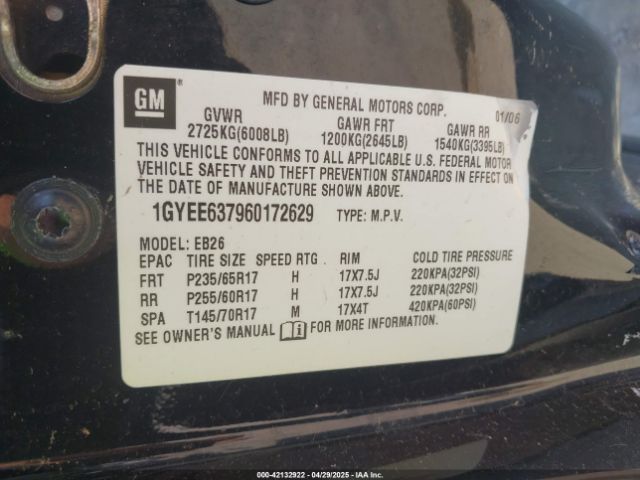 GM
MFD BY GENERAL MOTORS CORP. 01/06
GVWR GAWR FRT GAWR RR
2725KG(6008LB) 1200KG(2645LB) 1540KG(3395LB)
THIS VEHICLE CONFORMS TO ALL APPLICABLE U.S. FEDERAL MOTOR
VEHICLE SAFETY AND THEFT PREVENTION STANDARDS IN EFFECT ON
THE DATE OF MANUFACTURE SHOWN ABOVE.
1GYEE637960172629 TYPE: M.P.V.
MODEL: EB26
EPAC TIRE SIZE SPEED RTG RIM COLD TIRE PRESSURE
FRT P235/65R17 H 17X7.5J 220KPA(32PSI)
RR P255/60R17 H 17X7.5J 220KPA(32PSI)
SPA T145/70R17 M 17X4T 420KPA(60PSI)
SEE OWNER'S MANUAL FOR MORE INFORMATION.
000-42132922 04/29/2025 IAA Inc.